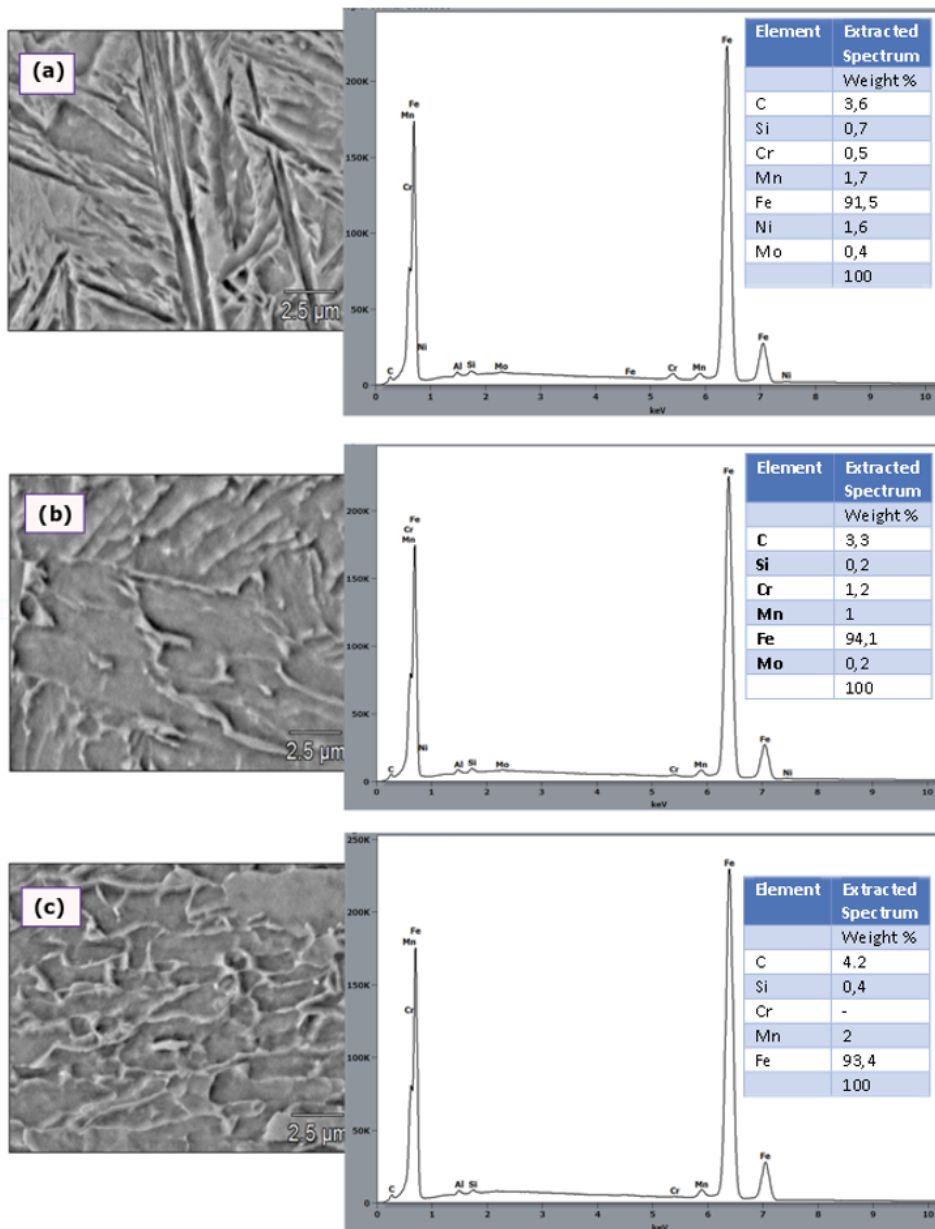 (a)
2.5 µm
Fe
Fe
Mn
Cr
Ni
C
Al
Si
Mo
Fe
Cr
Mn
Fe
Ni
200K
150K
100K
50K
0K
0 1 2 3 4 5 6 7 8 9 10
keV
Element Extracted
Spectrum
Weight %
C 3,6
Si 0,7
Cr 0,5
Mn 1,7
Fe 91,5
Ni 1,6
Mo 0,4
100
(b)
2.5 µm
Fe
Fe
Cr
Mn
Ni
C
Al
Si
Mo
Cr
Mn
Fe
Ni
200K
150K
100K
50K
0K
0 1 2 3 4 5 6 7 8 9 10
keV
Element Extracted
Spectrum
Weight %
C 3,3
Si 0,2
Cr 1,2
Mn 1
Fe 94,1
Mo 0,2
100
(c)
2.5 µm
Fe
Fe
Mn
Cr
C
Al
Si
Cr
Mn
Fe
250K
200K
150K
100K
50K
0K
0 1 2 3 4 5 6 7 8 9 10
keV
Element Extracted
Spectrum
Weight %
C 4.2
Si 0,4
Cr -
Mn 2
Fe 93,4
100